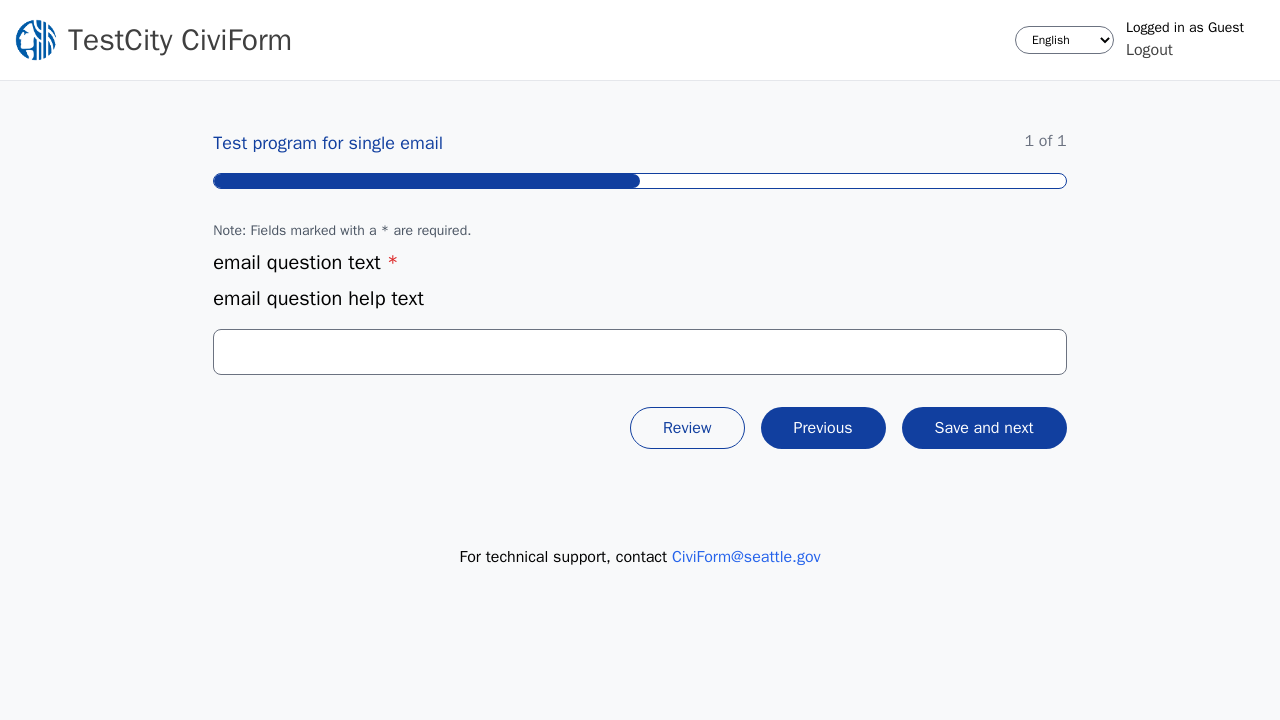 TestCity CiviForm
English
Logged in as Guest
Logout
Test program for single email
1 of 1
Note: Fields marked with a * are required.
email question text *
email question help text
Review
Previous
Save and next
For technical support, contact CiviForm@seattle.gov